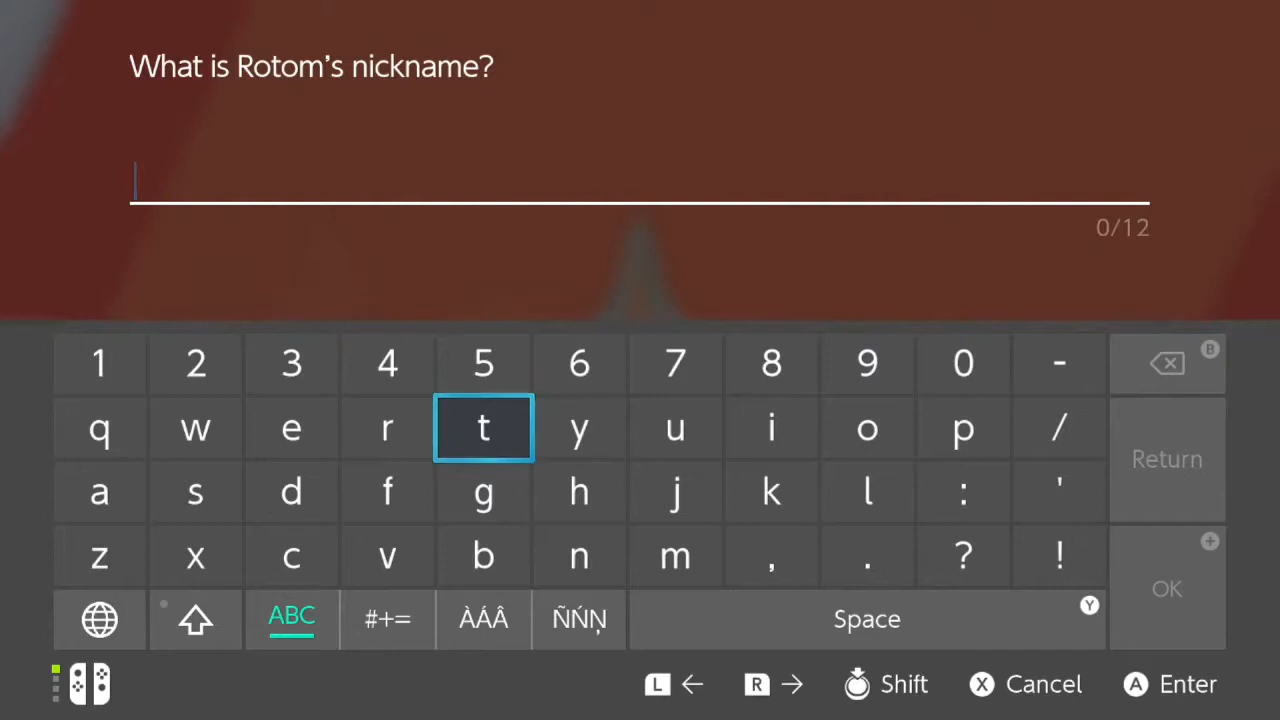 What is Rotom's nickname?
0/12
1 2 3 4 5 6 7 8 9 0 - B
q w e r t y u i o p /
Return
a s d f g h j k l : '
z x c v b n m , . ? ! +
OK
ABC #+= ÀÁÂ ÑŃŅ Space Y
L ← R → Shift X Cancel A Enter